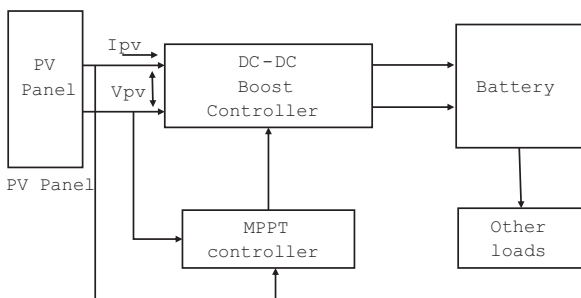 Ipv
PV
Panel
Vpv
DC-DC
Boost
Controller
Battery
PV Panel
MPPT
controller
Other
loads